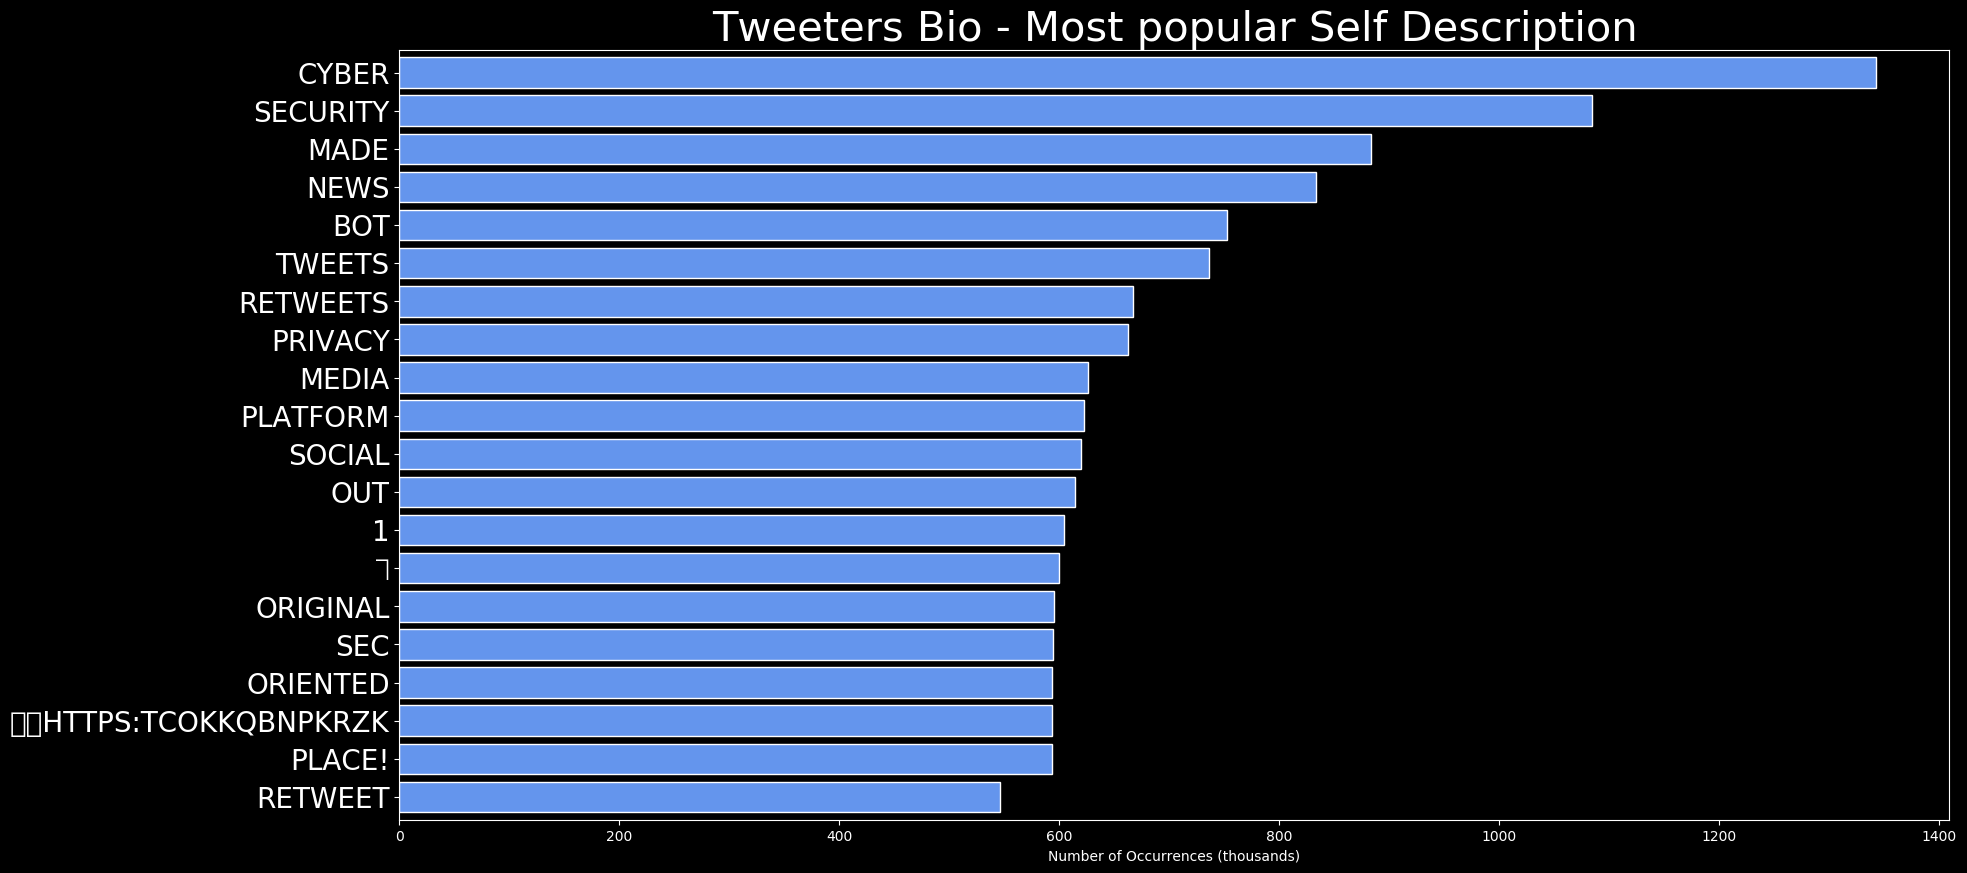 Tweeters Bio - Most popular Self Description
CYBER
SECURITY
MADE
NEWS
BOT
TWEETS
RETWEETS
PRIVACY
MEDIA
PLATFORM
SOCIAL
OUT
1
ORIGINAL
SEC
ORIENTED
HTTPS:TCOKKQBNPKRZK
PLACE!
RETWEET
0 200 400 600 800 1000 1200 1400
Number of Occurrences (thousands)